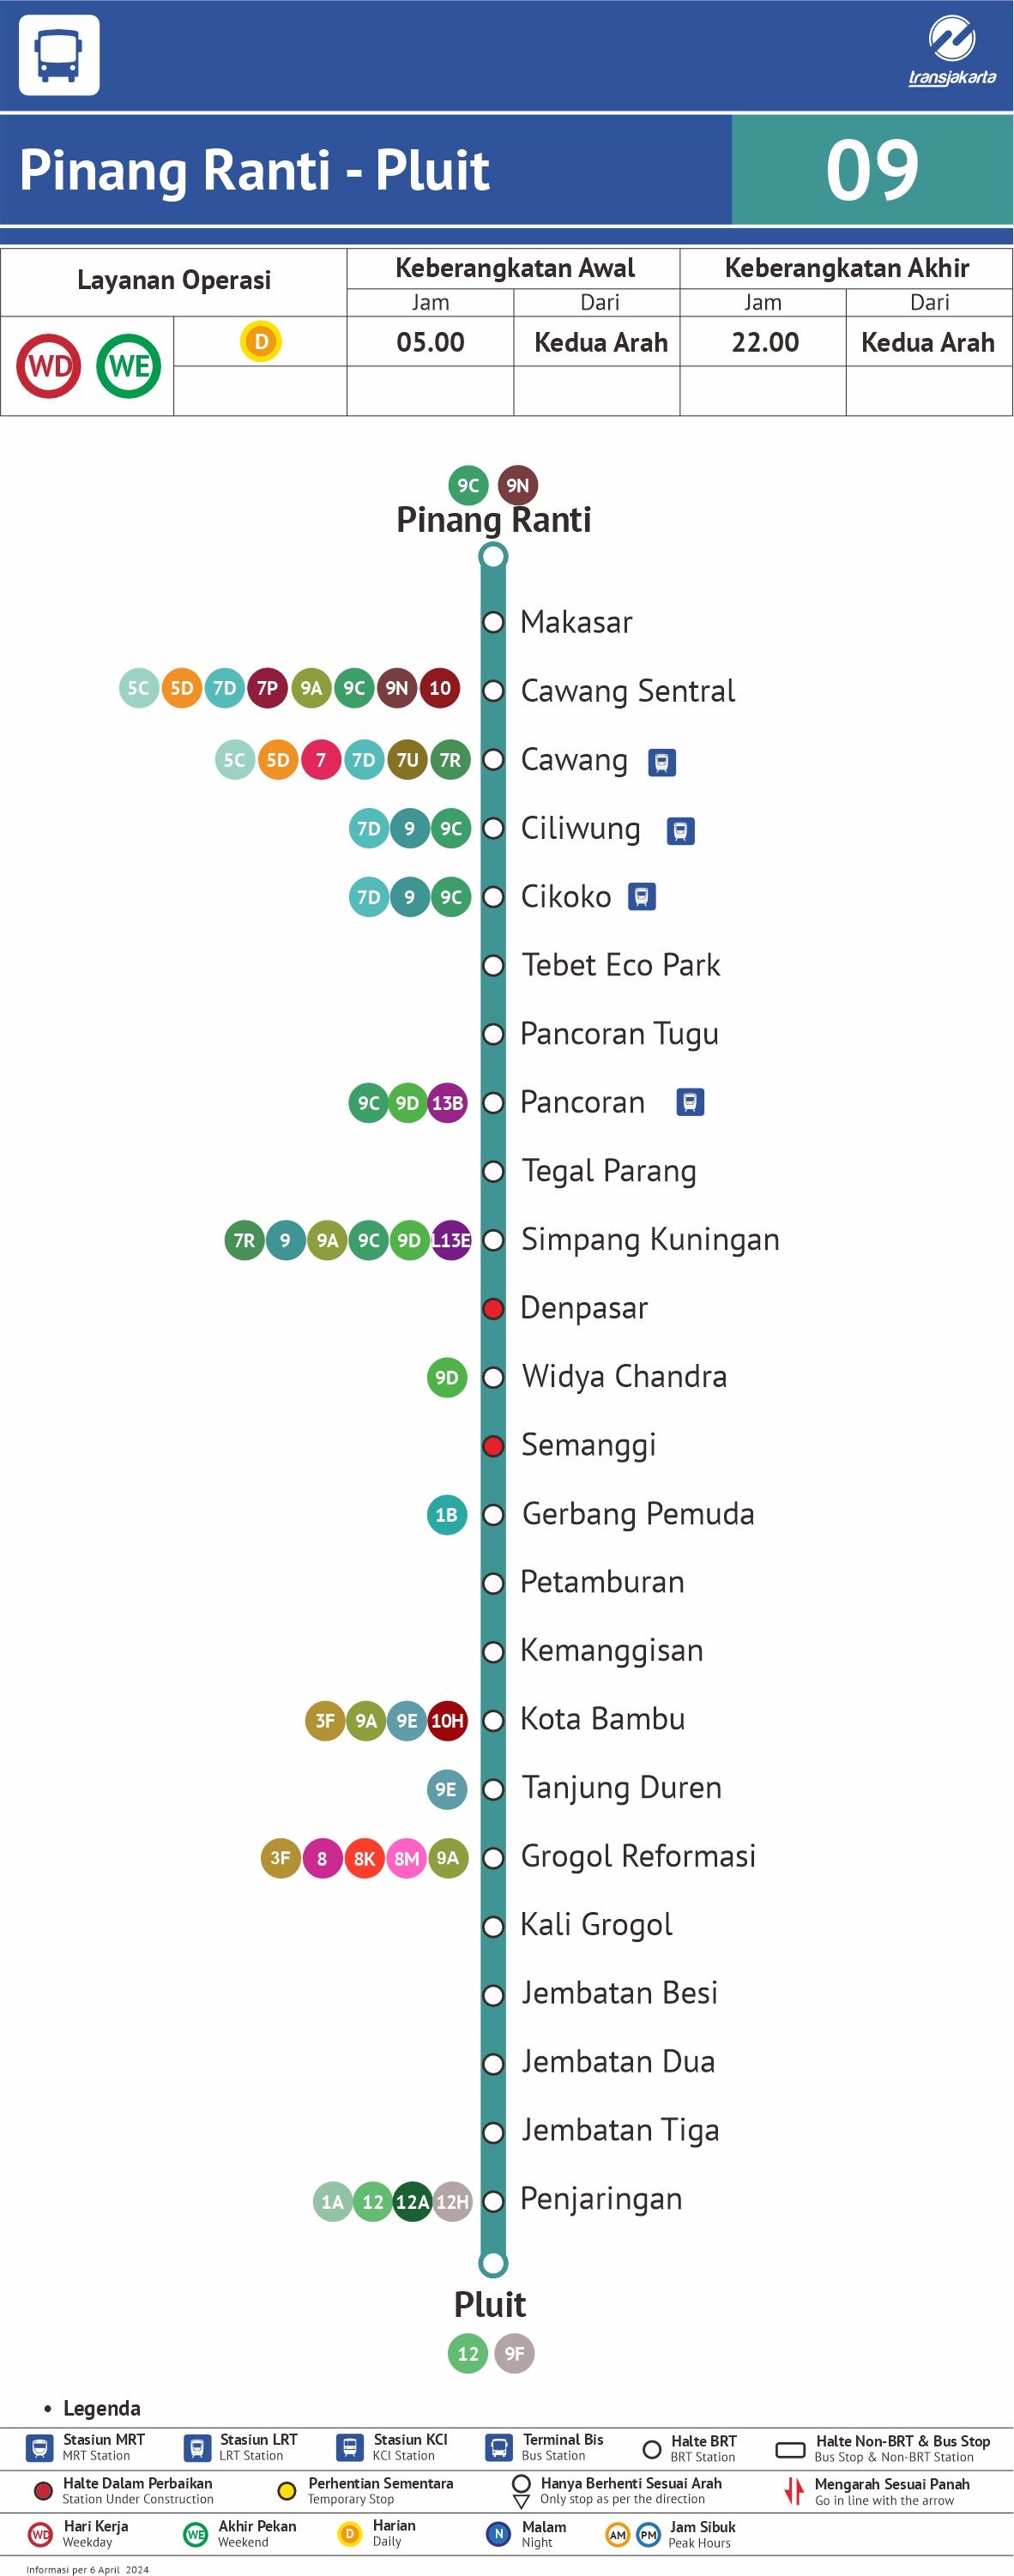 transjakarta
Pinang Ranti - Pluit
09
Layanan Operasi
Keberangkatan Awal
Keberangkatan Akhir
Jam
Dari
Jam
Dari
WD
WE
D
05.00
Kedua Arah
22.00
Kedua Arah
9C 9N
Pinang Ranti
Makasar
5C 5D 7D 7P 9A 9C 9N 10 Cawang Sentral
5C 5D 7 7D 7U 7R Cawang
7D 9 9C Ciliwung
7D 9 9C Cikoko
Tebet Eco Park
Pancoran Tugu
9C 9D 13B Pancoran
Tegal Parang
7R 9 9A 9C 9D L13E Simpang Kuningan
Denpasar
9D Widya Chandra
Semanggi
1B Gerbang Pemuda
Petamburan
Kemanggisan
3F 9A 9E 10H Kota Bambu
9E Tanjung Duren
3F 8 8K 8M 9A Grogol Reformasi
Kali Grogol
Jembatan Besi
Jembatan Dua
Jembatan Tiga
1A 12 12A 12H Penjaringan
Pluit
12 9F
• Legenda
Stasiun MRT
MRT Station
Stasiun LRT
LRT Station
Stasiun KCI
KCI Station
Terminal Bis
Bus Station
Halte BRT
BRT Station
Halte Non-BRT & Bus Stop
Bus Stop & Non-BRT Station
Halte Dalam Perbaikan
Station Under Construction
Perhentian Sementara
Temporary Stop
Hanya Berhenti Sesuai Arah
Only stop as per the direction
Mengarah Sesuai Panah
Go in line with the arrow
WD Hari Kerja
Weekday
WE Akhir Pekan
Weekend
D Harian
Daily
N Malam
Night
AM PM Jam Sibuk
Peak Hours
Informasi per 6 April 2024